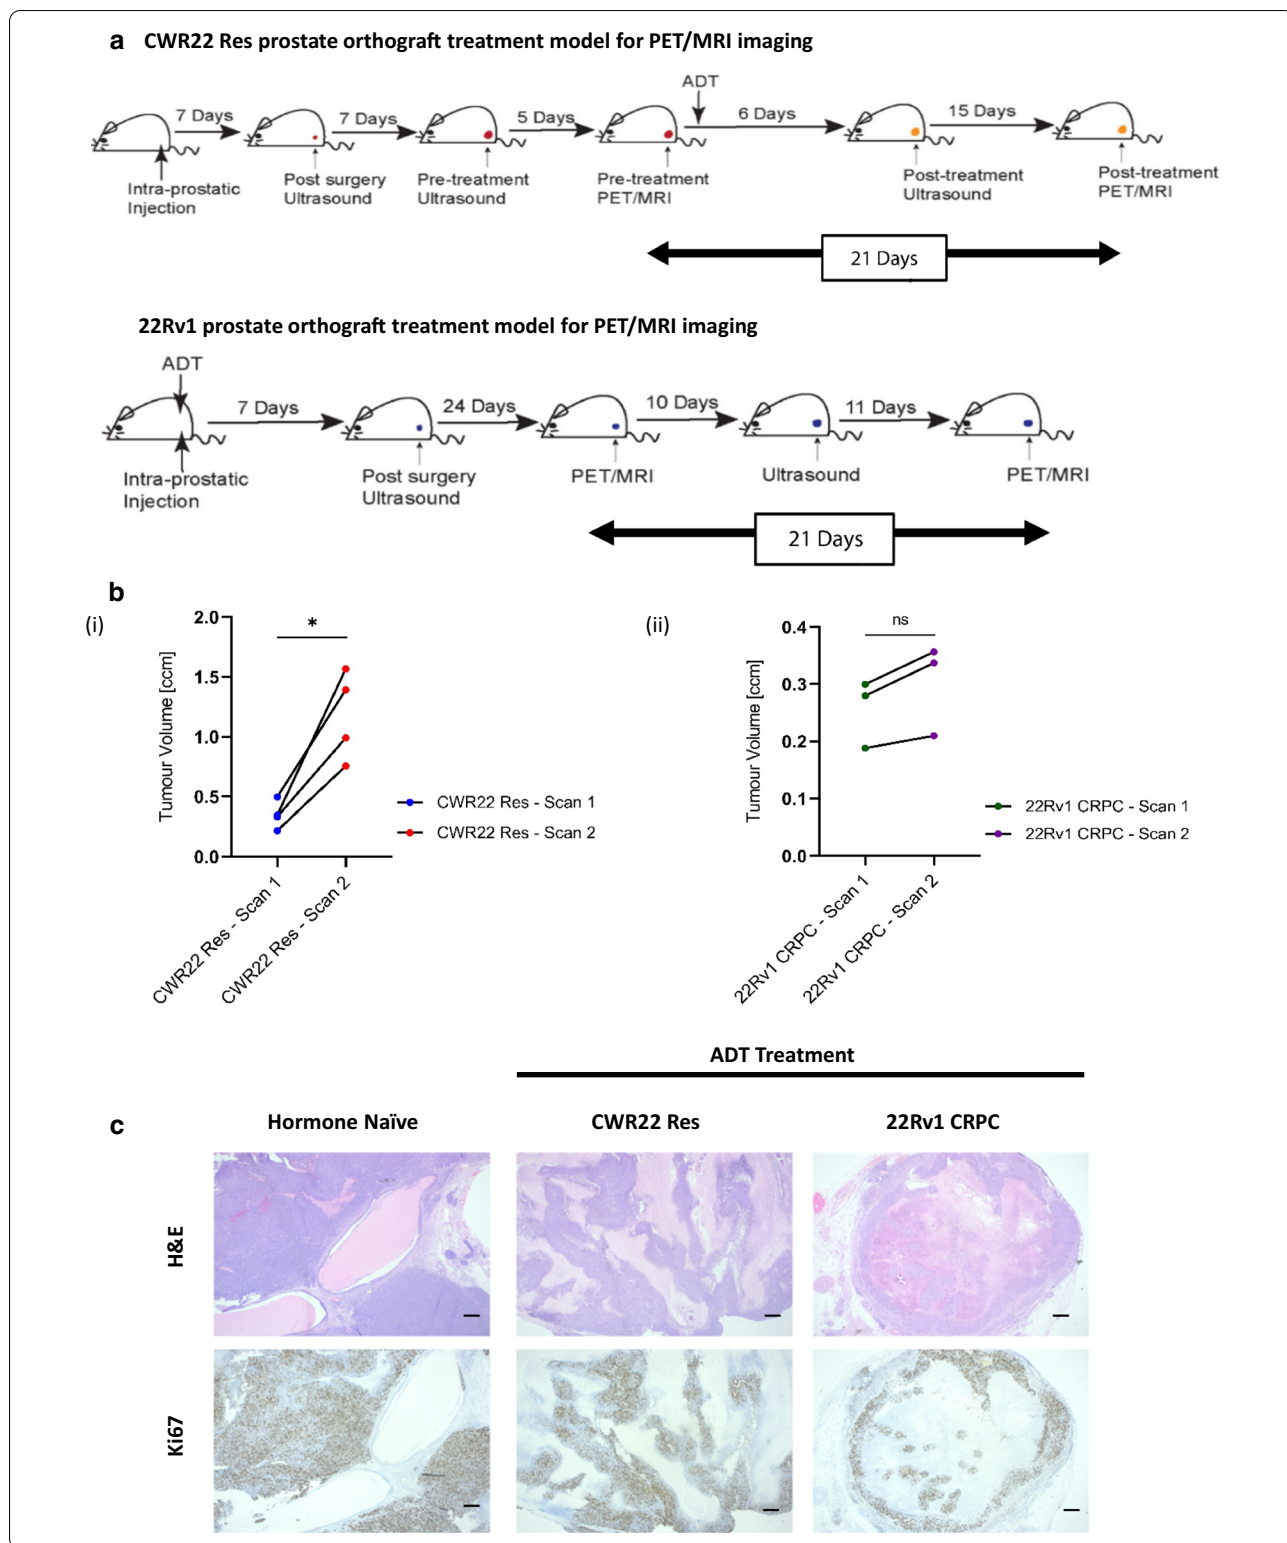 a CWR22 Res prostate orthograft treatment model for PET/MRI imaging
ADT
7 Days
7 Days
5 Days
6 Days
15 Days
Intra-prostatic
Injection
Post surgery
Ultrasound
Pre-treatment
Ultrasound
Pre-treatment
PET/MRI
Post-treatment
Ultrasound
Post-treatment
PET/MRI
21 Days
22Rv1 prostate orthograft treatment model for PET/MRI imaging
ADT
7 Days
24 Days
10 Days
11 Days
Intra-prostatic
Injection
Post surgery
Ultrasound
PET/MRI
Ultrasound
PET/MRI
21 Days
b
(i)
Tumour Volume [ccm]
2.0
1.5
1.0
0.5
0.0
*
CWR22 Res - Scan 1
CWR22 Res - Scan 2
CWR22 Res - Scan 1
CWR22 Res - Scan 2
(ii)
Tumour Volume [ccm]
0.4
0.3
0.2
0.1
0.0
ns
22Rv1 CRPC - Scan 1
22Rv1 CRPC - Scan 2
22Rv1 CRPC - Scan 1
22Rv1 CRPC - Scan 2
ADT Treatment
c
Hormone Naïve
CWR22 Res
22Rv1 CRPC
H&E
Ki67